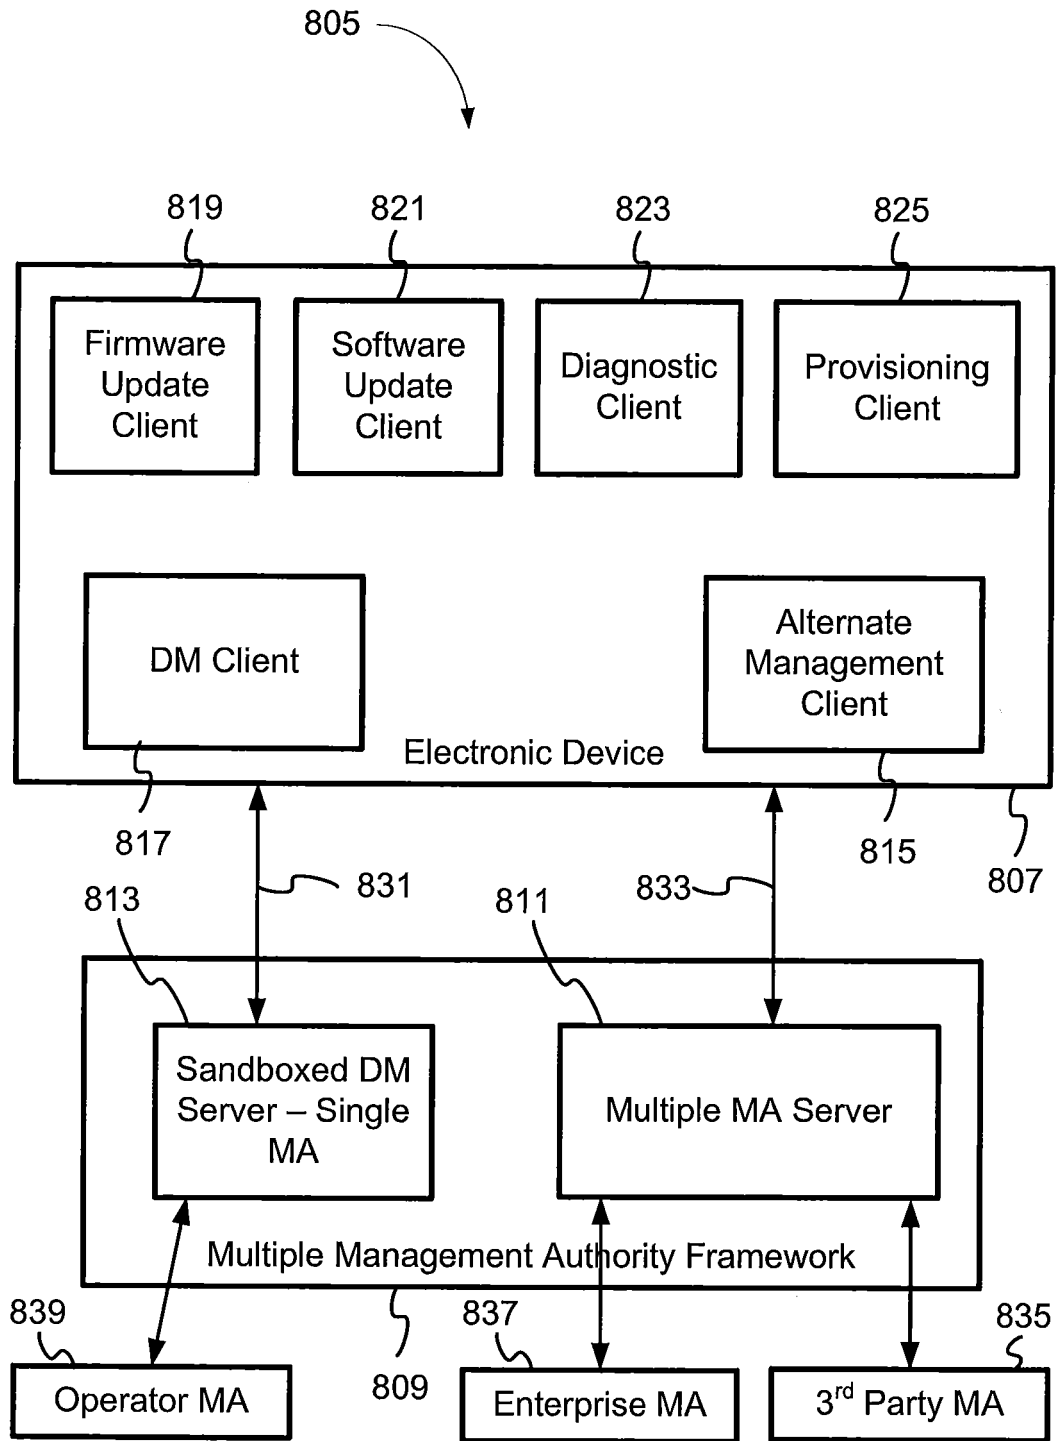 805
819
821
823
825
Firmware
Update
Client
Software
Update
Client
Diagnostic
Client
Provisioning
Client
DM Client
Alternate
Management
Client
Electronic Device
817
815
807
831
833
813
811
Sandboxed DM
Server – Single
MA
Multiple MA Server
Multiple Management Authority Framework
839
809
837
835
Operator MA
Enterprise MA
3rd Party MA